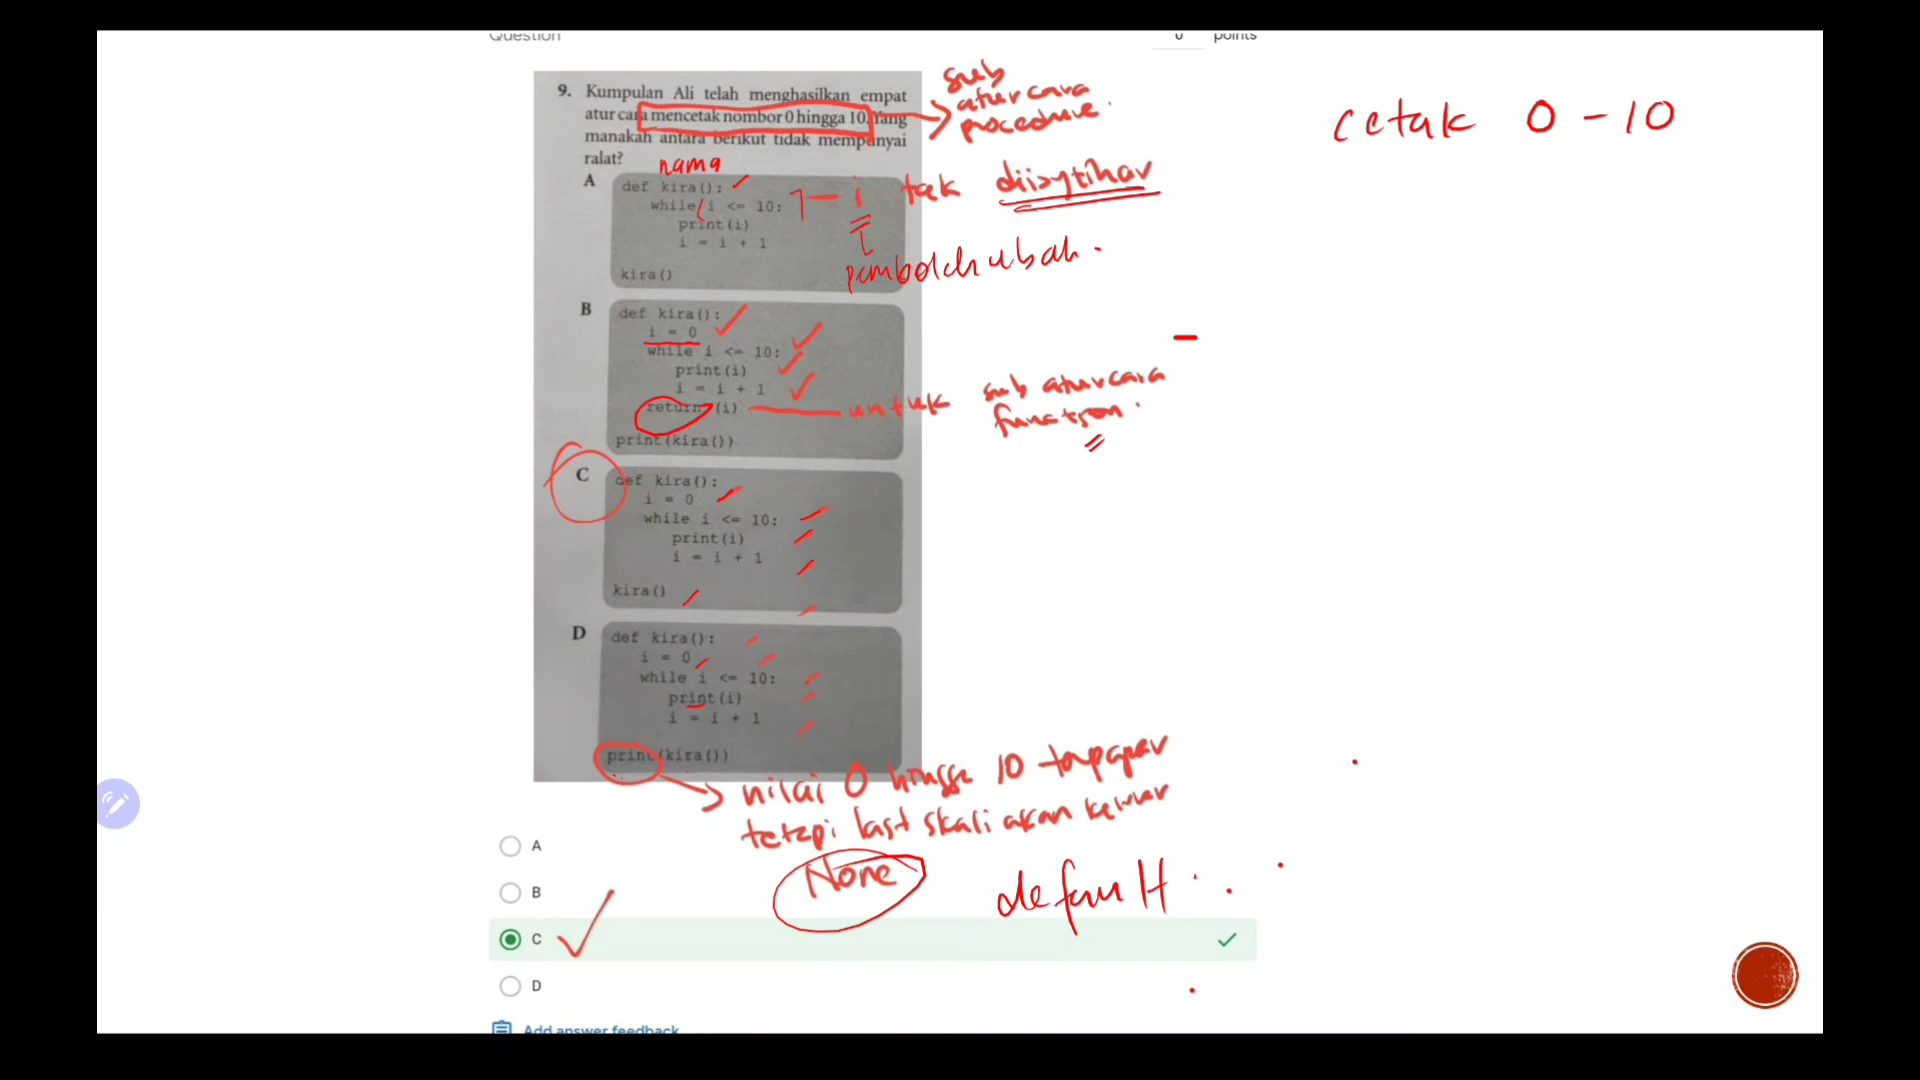 Question
0 points
9. Kumpulan Ali telah menghasilkan empat
atur cara mencetak nombor 0 hingga 10. Yang
manakah antara berikut tidak mempunyai
ralat?
sub
atur cara
procedure.
cetak 0 - 10
nama
A
def kira():
while i <= 10:
print(i)
i = i + 1
kira()
i tak diisytihar
pembolehubah.
B
def kira():
i = 0
while i <= 10:
print(i)
i = i + 1
return (i)
print(kira())
untuk sub aturcara
function.
C
def kira():
i = 0
while i <= 10:
print(i)
i = i + 1
kira()
D
def kira():
i = 0
while i <= 10:
print(i)
i = i + 1
print(kira())
nilai 0 hingga 10 terpapar
tetapi last skali akan keluar
None default
A
B
C
D
Add answer feedback